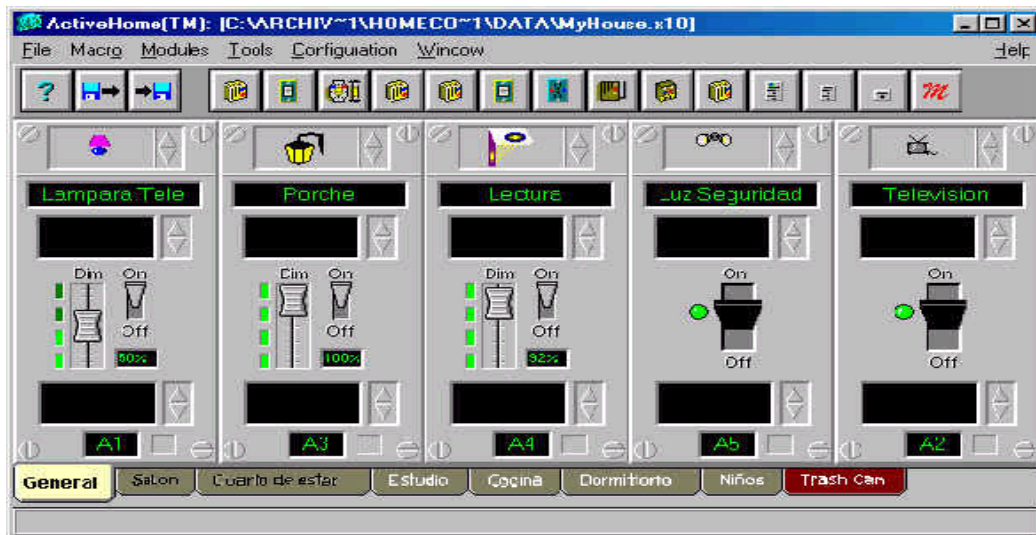 ActiveHome[TM]: [C:\ARCHIV~1\HOMECO~1\DATA\MyHouse.x10]
File Macro Modules Tools Configuration Window Help
?
m
Lampara Tele Porche Lectura Luz Seguridad Television
Dim On Dim On Dim On On On
Off Off Off
50% 100% 92% Off Off
A1 A3 A4 A5 A2
General Salon Cuarto de estar Estudio Cocina Dormitorio Niños Trash Can